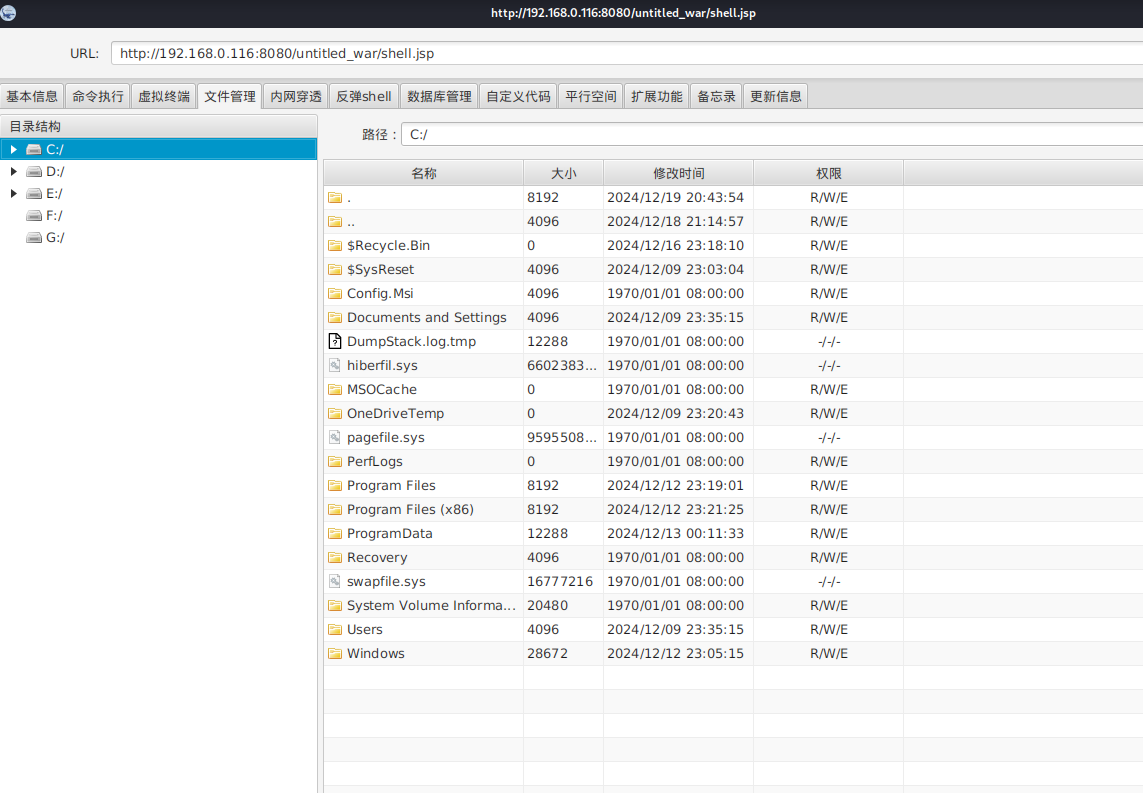 http://192.168.0.116:8080/untitled_war/shell.jsp
URL: http://192.168.0.116:8080/untitled_war/shell.jsp
基本信息 命令执行 虚拟终端 文件管理 内网穿透 反弹shell 数据库管理 自定义代码 平行空间 扩展功能 备忘录 更新信息
目录结构
C:/
D:/
E:/
F:/
G:/
路径： C:/
名称 大小 修改时间 权限
. 8192 2024/12/19 20:43:54 R/W/E
.. 4096 2024/12/18 21:14:57 R/W/E
$Recycle.Bin 0 2024/12/16 23:18:10 R/W/E
$SysReset 4096 2024/12/09 23:03:04 R/W/E
Config.Msi 4096 1970/01/01 08:00:00 R/W/E
Documents and Settings 4096 2024/12/09 23:35:15 R/W/E
DumpStack.log.tmp 12288 1970/01/01 08:00:00 -/-/-
hiberfil.sys 6602383... 1970/01/01 08:00:00 -/-/-
MSOCache 0 1970/01/01 08:00:00 R/W/E
OneDriveTemp 0 2024/12/09 23:20:43 R/W/E
pagefile.sys 9595508... 1970/01/01 08:00:00 -/-/-
PerfLogs 0 1970/01/01 08:00:00 R/W/E
Program Files 8192 2024/12/12 23:19:01 R/W/E
Program Files (x86) 8192 2024/12/12 23:21:25 R/W/E
ProgramData 12288 2024/12/13 00:11:33 R/W/E
Recovery 4096 1970/01/01 08:00:00 R/W/E
swapfile.sys 16777216 1970/01/01 08:00:00 -/-/-
System Volume Informa... 20480 1970/01/01 08:00:00 R/W/E
Users 4096 2024/12/09 23:35:15 R/W/E
Windows 28672 2024/12/12 23:05:15 R/W/E